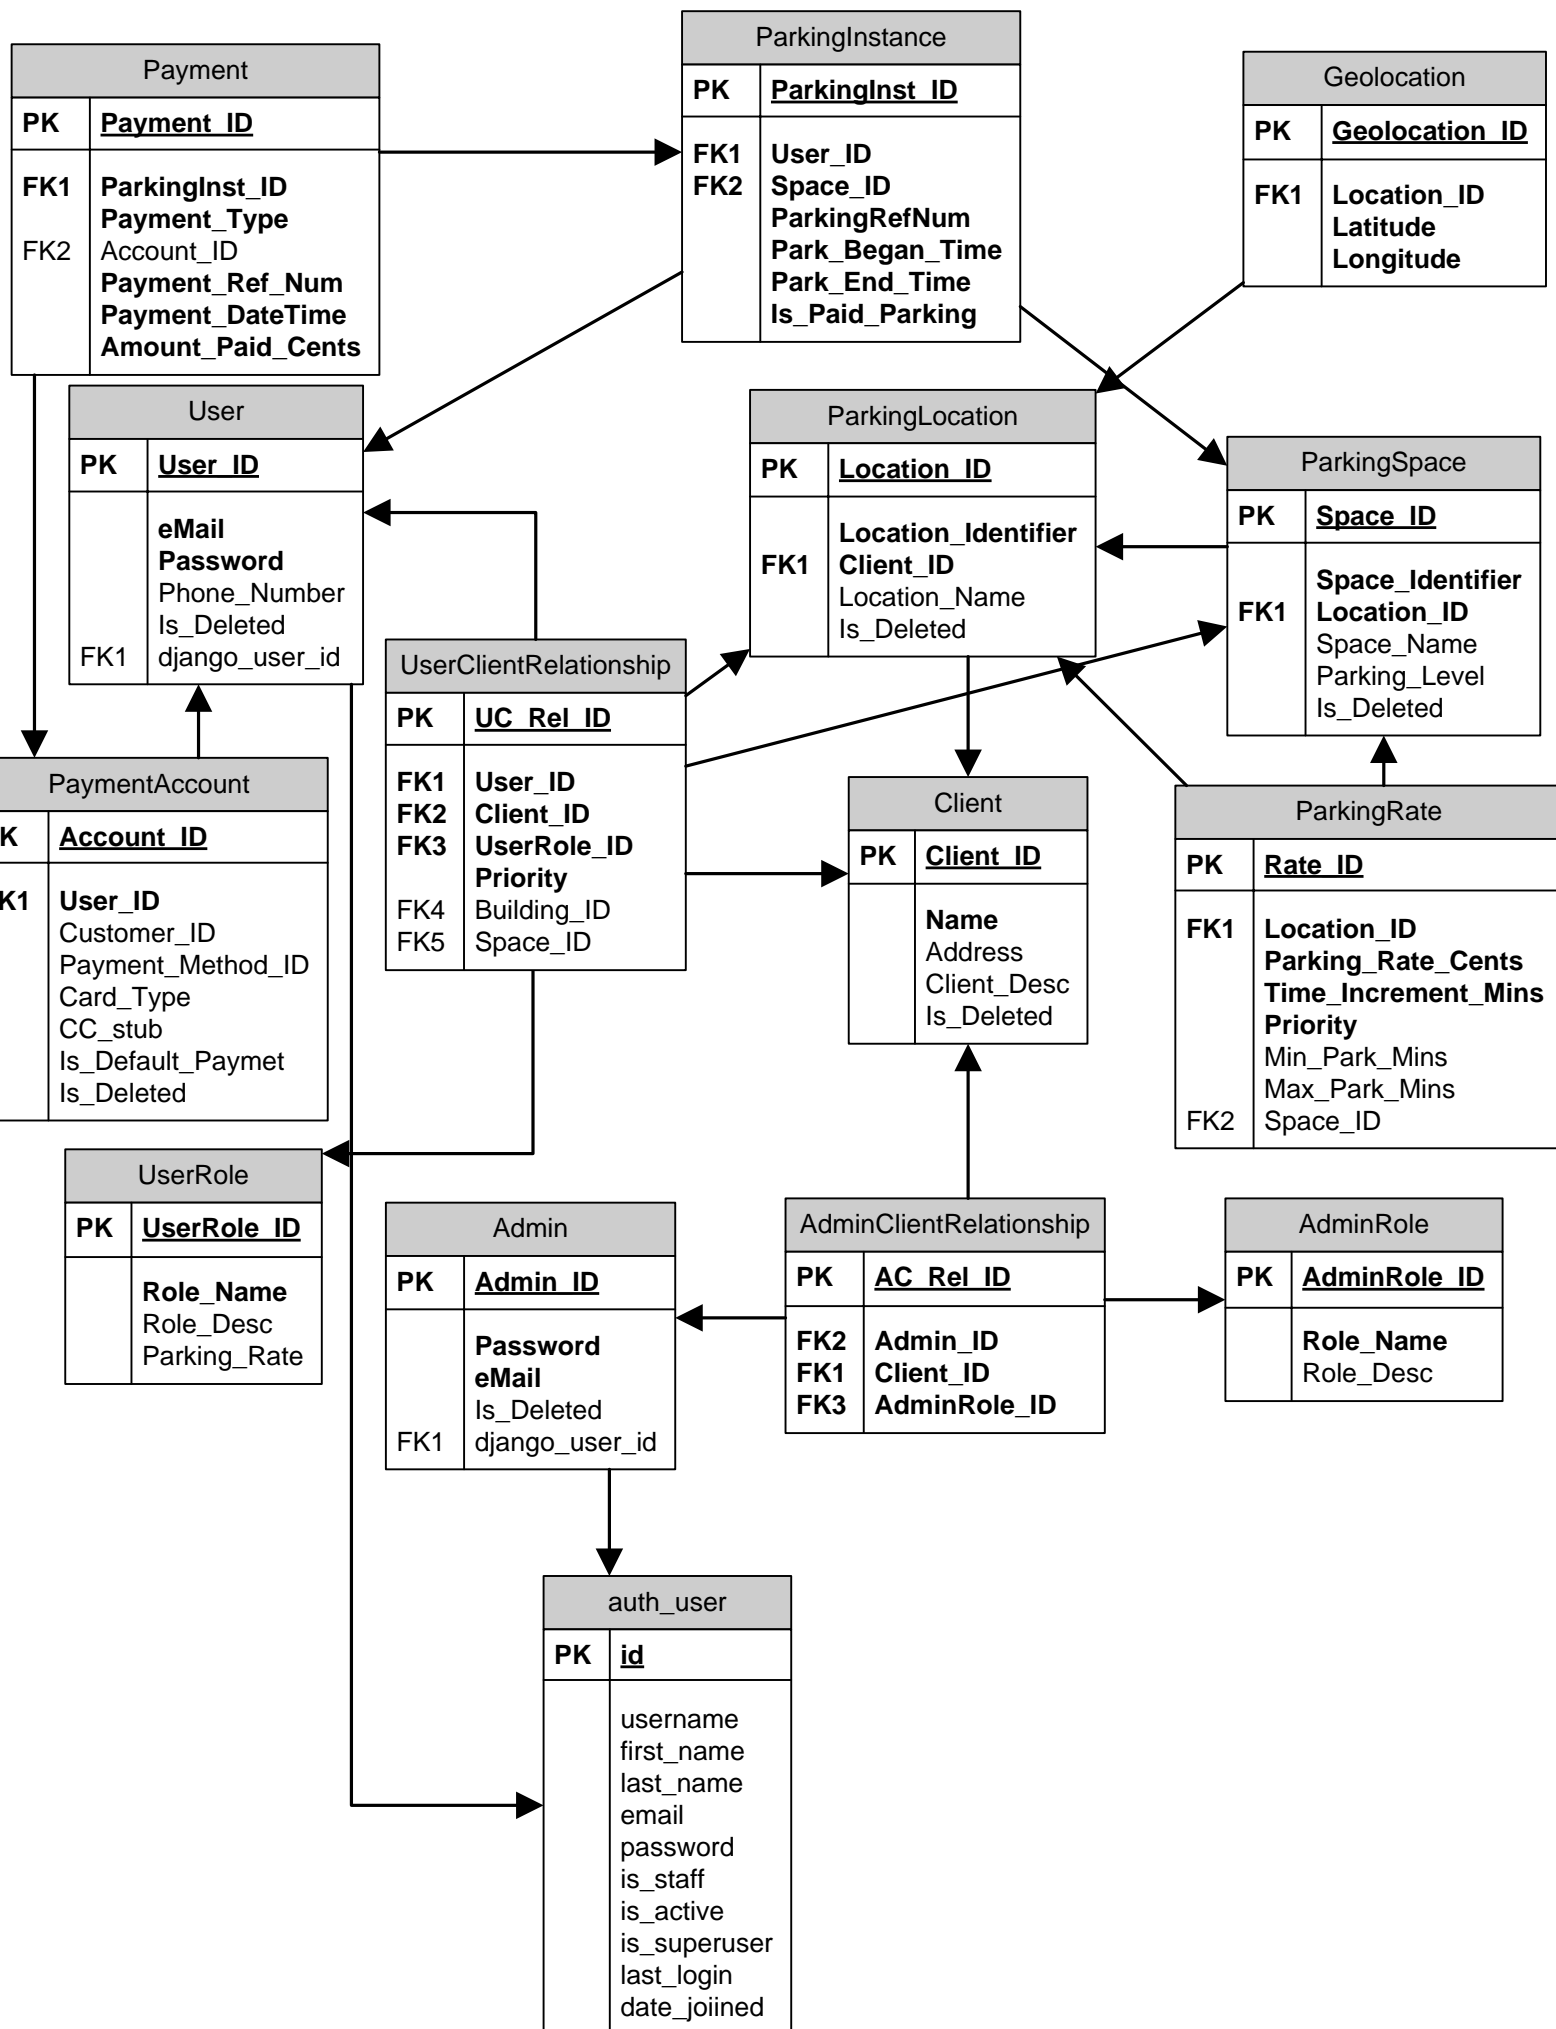 Payment
PK Payment_ID
FK1 ParkingInst_ID
Payment_Type
FK2 Account_ID
Payment_Ref_Num
Payment_DateTime
Amount_Paid_Cents
ParkingInstance
PK ParkingInst_ID
FK1 User_ID
FK2 Space_ID
ParkingRefNum
Park_Began_Time
Park_End_Time
Is_Paid_Parking
Geolocation
PK Geolocation_ID
FK1 Location_ID
Latitude
Longitude
User
PK User_ID
eMail
Password
Phone_Number
Is_Deleted
FK1 django_user_id
ParkingLocation
PK Location_ID
Location_Identifier
FK1 Client_ID
Location_Name
Is_Deleted
ParkingSpace
PK Space_ID
Space_Identifier
FK1 Location_ID
Space_Name
Parking_Level
Is_Deleted
UserClientRelationship
PK UC_Rel_ID
FK1 User_ID
FK2 Client_ID
FK3 UserRole_ID
Priority
FK4 Building_ID
FK5 Space_ID
PaymentAccount
K Account_ID
K1 User_ID
Customer_ID
Payment_Method_ID
Card_Type
CC_stub
Is_Default_Paymet
Is_Deleted
Client
PK Client_ID
Name
Address
Client_Desc
Is_Deleted
ParkingRate
PK Rate_ID
FK1 Location_ID
Parking_Rate_Cents
Time_Increment_Mins
Priority
Min_Park_Mins
Max_Park_Mins
FK2 Space_ID
UserRole
PK UserRole_ID
Role_Name
Role_Desc
Parking_Rate
Admin
PK Admin_ID
Password
eMail
Is_Deleted
FK1 django_user_id
AdminClientRelationship
PK AC_Rel_ID
FK2 Admin_ID
FK1 Client_ID
FK3 AdminRole_ID
AdminRole
PK AdminRole_ID
Role_Name
Role_Desc
auth_user
PK id
username
first_name
last_name
email
password
is_staff
is_active
is_superuser
last_login
date_joiined